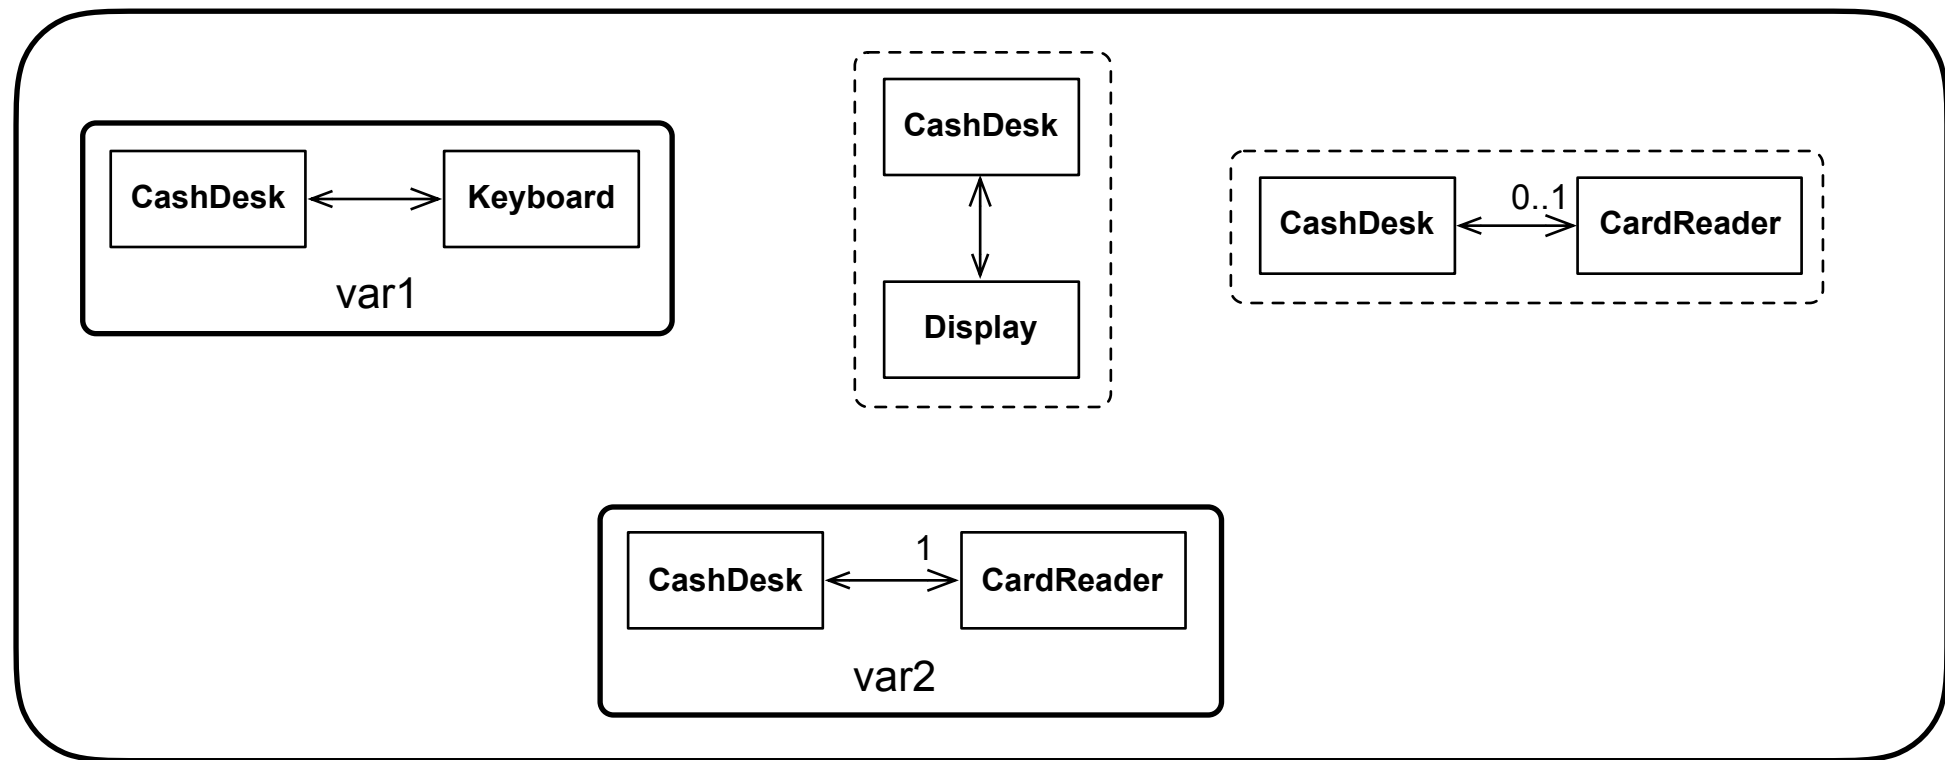 CashDesk
Keyboard
var1
CashDesk
Display
CashDesk
0..1
CardReader
CashDesk
1
CardReader
var2